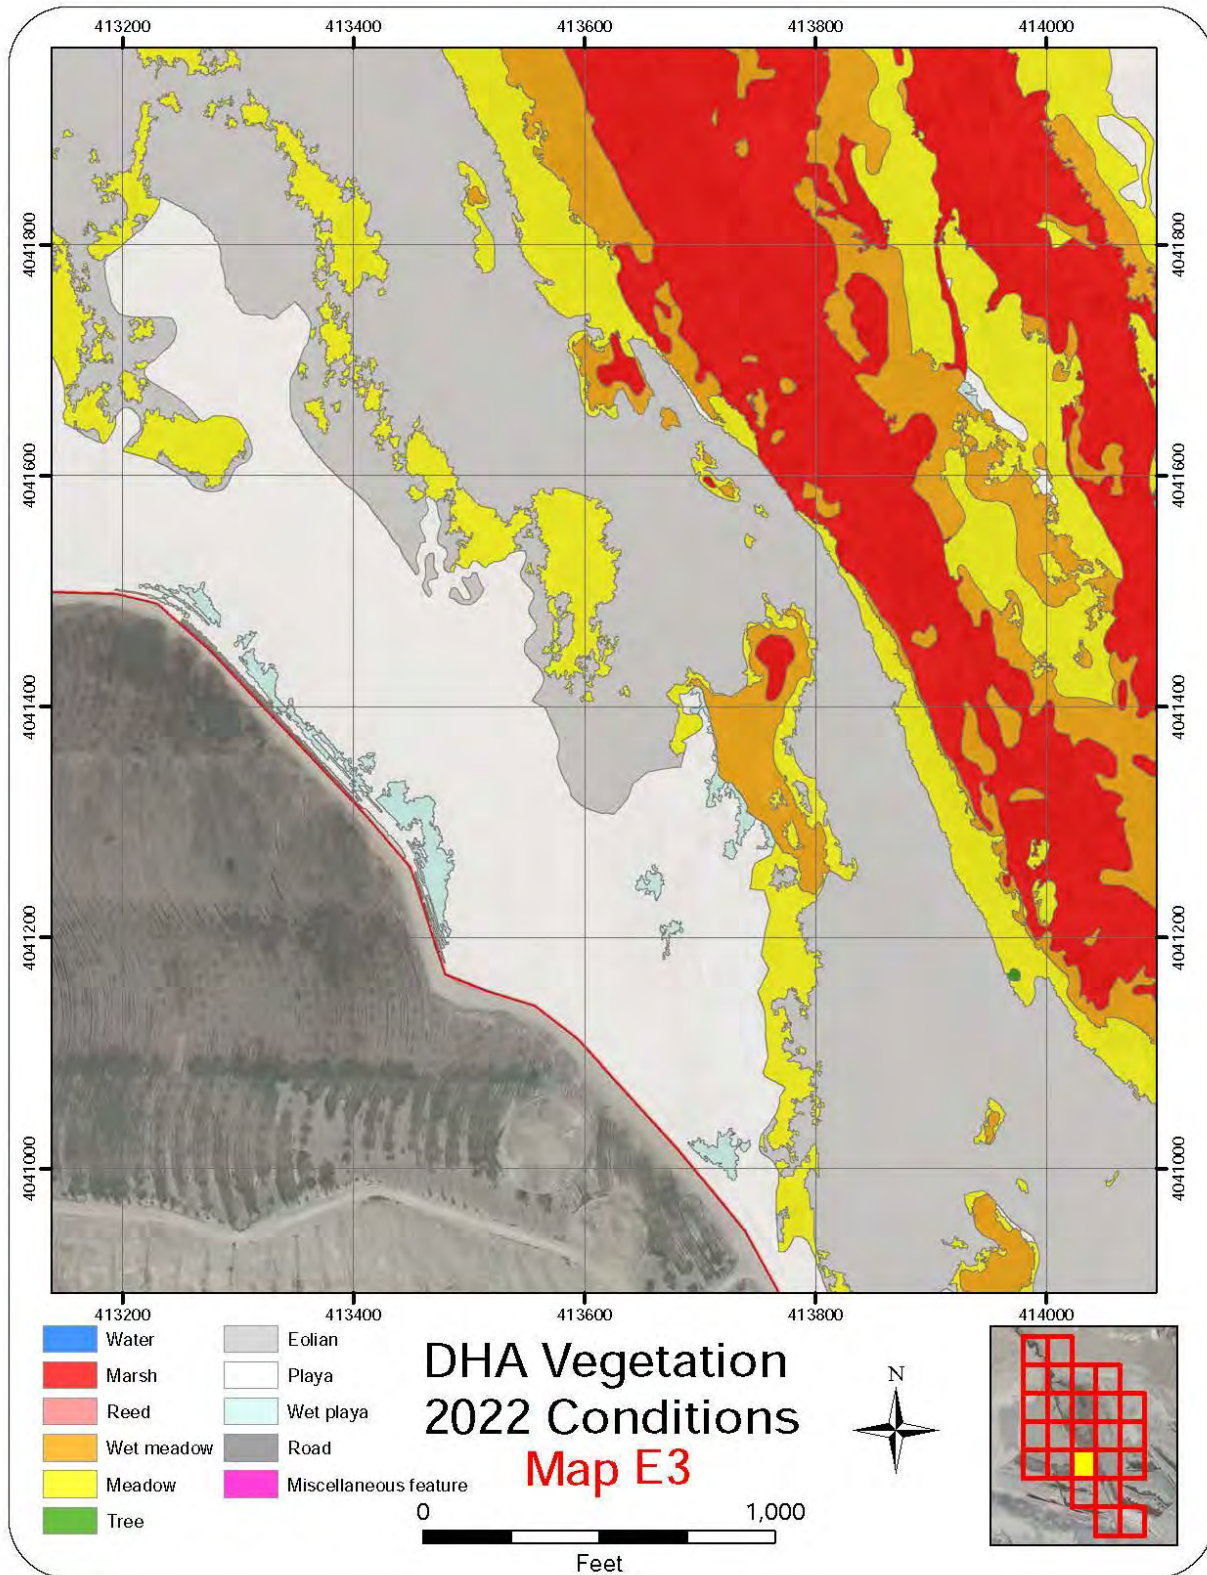 413200 413400 413600 413800 414000
4041800 4041800
4041600 4041600
4041400 4041400
4041200 4041200
4041000 4041000
413200 413400 413600 413800 414000
Water
Marsh
Reed
Wet meadow
Meadow
Tree
Eolian
Playa
Wet playa
Road
Miscellaneous feature
DHA Vegetation
2022 Conditions
Map E3
0 1,000
Feet
N